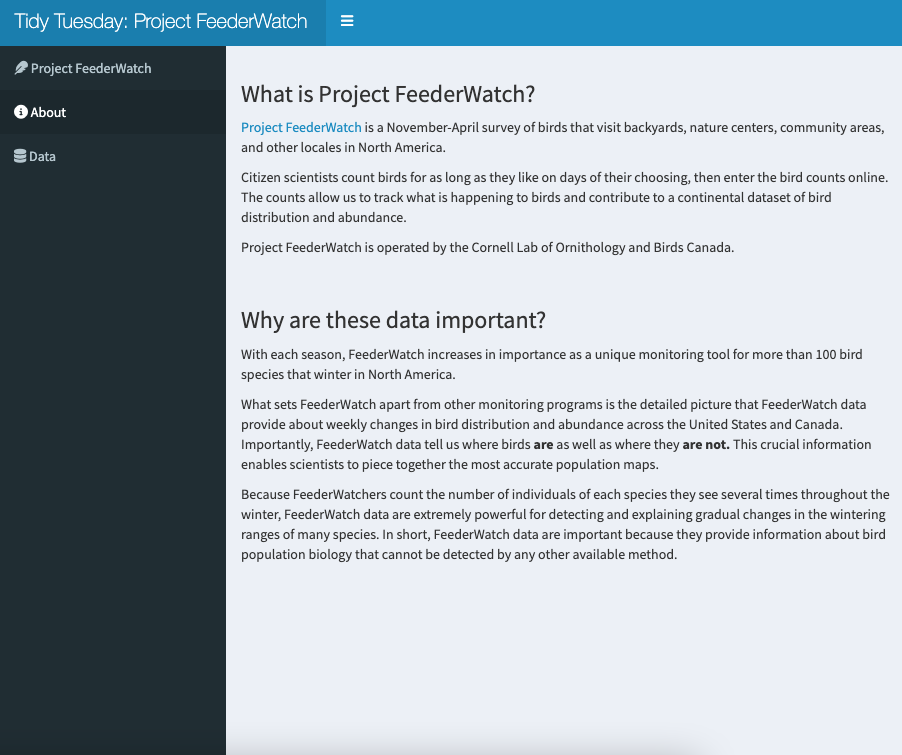 Tidy Tuesday: Project FeederWatch
Project FeederWatch
About
Data
What is Project FeederWatch?
Project FeederWatch is a November-April survey of birds that visit backyards, nature centers, community areas,
and other locales in North America.
Citizen scientists count birds for as long as they like on days of their choosing, then enter the bird counts online.
The counts allow us to track what is happening to birds and contribute to a continental dataset of bird
distribution and abundance.
Project FeederWatch is operated by the Cornell Lab of Ornithology and Birds Canada.
Why are these data important?
With each season, FeederWatch increases in importance as a unique monitoring tool for more than 100 bird
species that winter in North America.
What sets FeederWatch apart from other monitoring programs is the detailed picture that FeederWatch data
provide about weekly changes in bird distribution and abundance across the United States and Canada.
Importantly, FeederWatch data tell us where birds are as well as where they are not. This crucial information
enables scientists to piece together the most accurate population maps.
Because FeederWatchers count the number of individuals of each species they see several times throughout the
winter, FeederWatch data are extremely powerful for detecting and explaining gradual changes in the wintering
ranges of many species. In short, FeederWatch data are important because they provide information about bird
population biology that cannot be detected by any other available method.